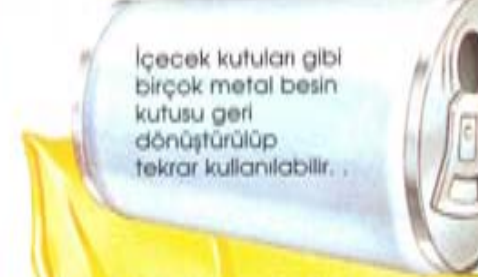 İçecek kutuları gibi
birçok metal besin
kutusu geri
dönüştürülüp
tekrar kullanılabilir. .